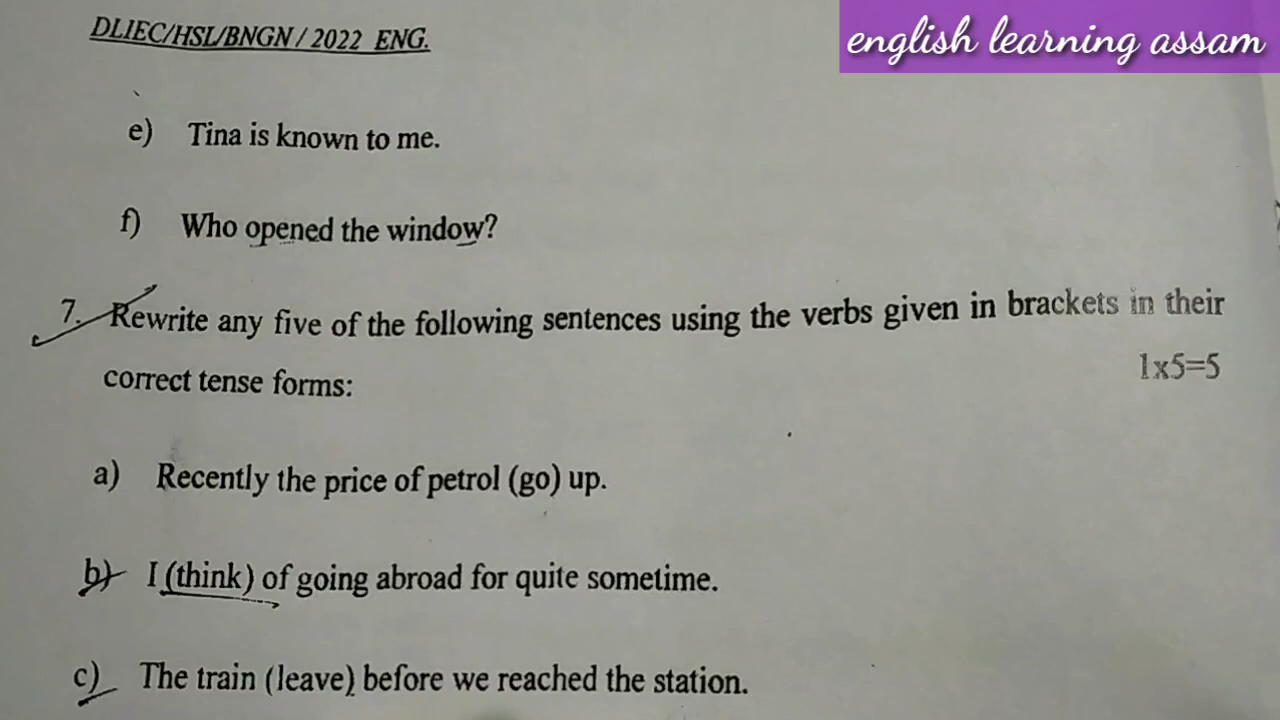 DLIEC/HSL/BNGN / 2022 ENG.
english learning assam
e) Tina is known to me.
f) Who opened the window?
7. Rewrite any five of the following sentences using the verbs given in brackets in their
correct tense forms:
1x5=5
a) Recently the price of petrol (go) up.
b) I (think) of going abroad for quite sometime.
c) The train (leave) before we reached the station.